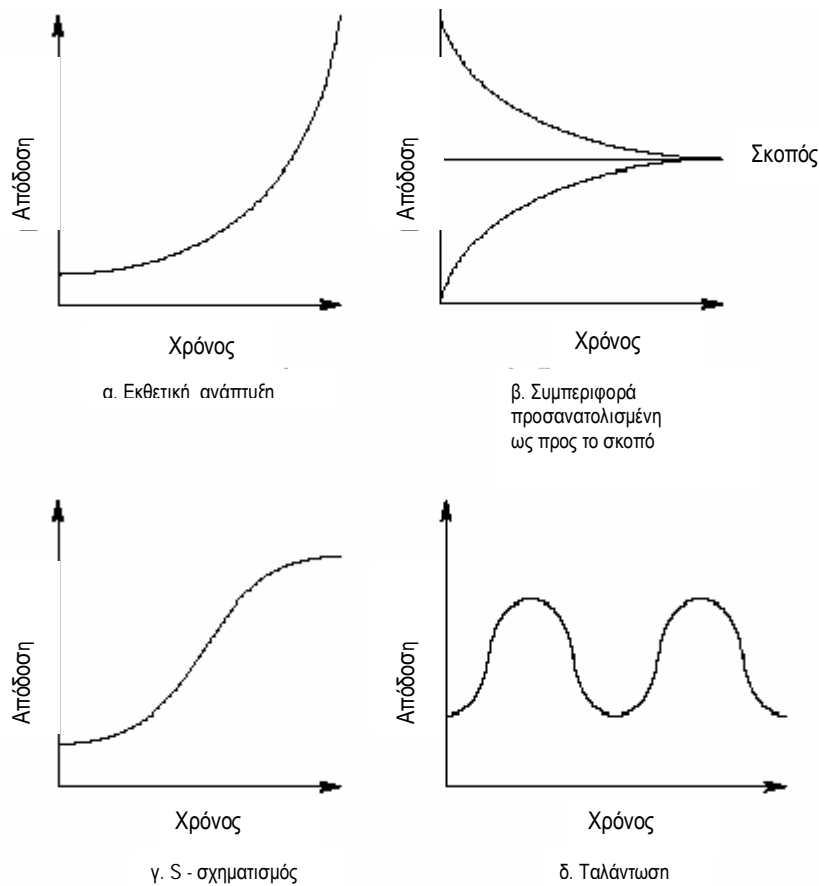 Απόδοση
Χρόνος
α. Εκθετική ανάπτυξη
Απόδοση
Σκοπός
Χρόνος
β. Συμπεριφορά
προσανατολισμένη
ως προς το σκοπό
Απόδοση
Χρόνος
γ. S - σχηματισμός
Απόδοση
Χρόνος
δ. Ταλάντωση